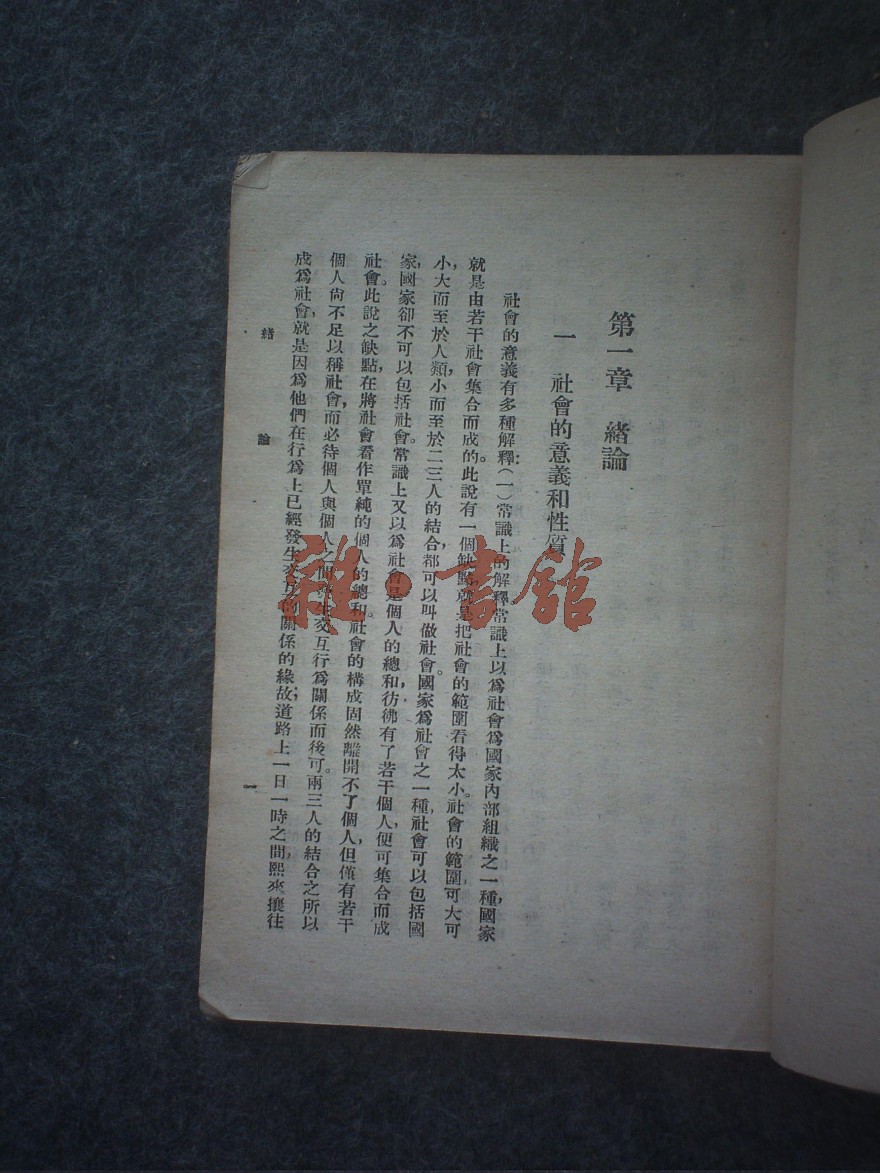 第一章 緒論
一 社會的意義和性質
社會的意義有多種解釋：（一）常識上的解釋常識上以爲社會爲國家內部組織之一種，國家
就是由若干社會集合而成的。此說有一個缺點就是把社會的範圍看得太小。社會的範圍可大可
小，大而至於人類，小而至於二三人的結合，都可以叫做社會。國家爲社會之一種，社會可以包括國
家，國家卻不可以包括社會。常識上又以爲社會是個人的總和，彷彿有了若干個人，便可集合而成
社會。此說之缺點，在將社會看作單純的個人的總和。社會的構成固然離開不了個人，但僅有若干
個人尙不足以稱社會，而必待個人與個人之間發生交互行爲關係而後可。兩三人的結合之所以
成爲社會，就是因爲他們在行爲上已經發生交互的關係的緣故；道路上一日一時之間，熙來攘往
緒 論
一
雜·書館